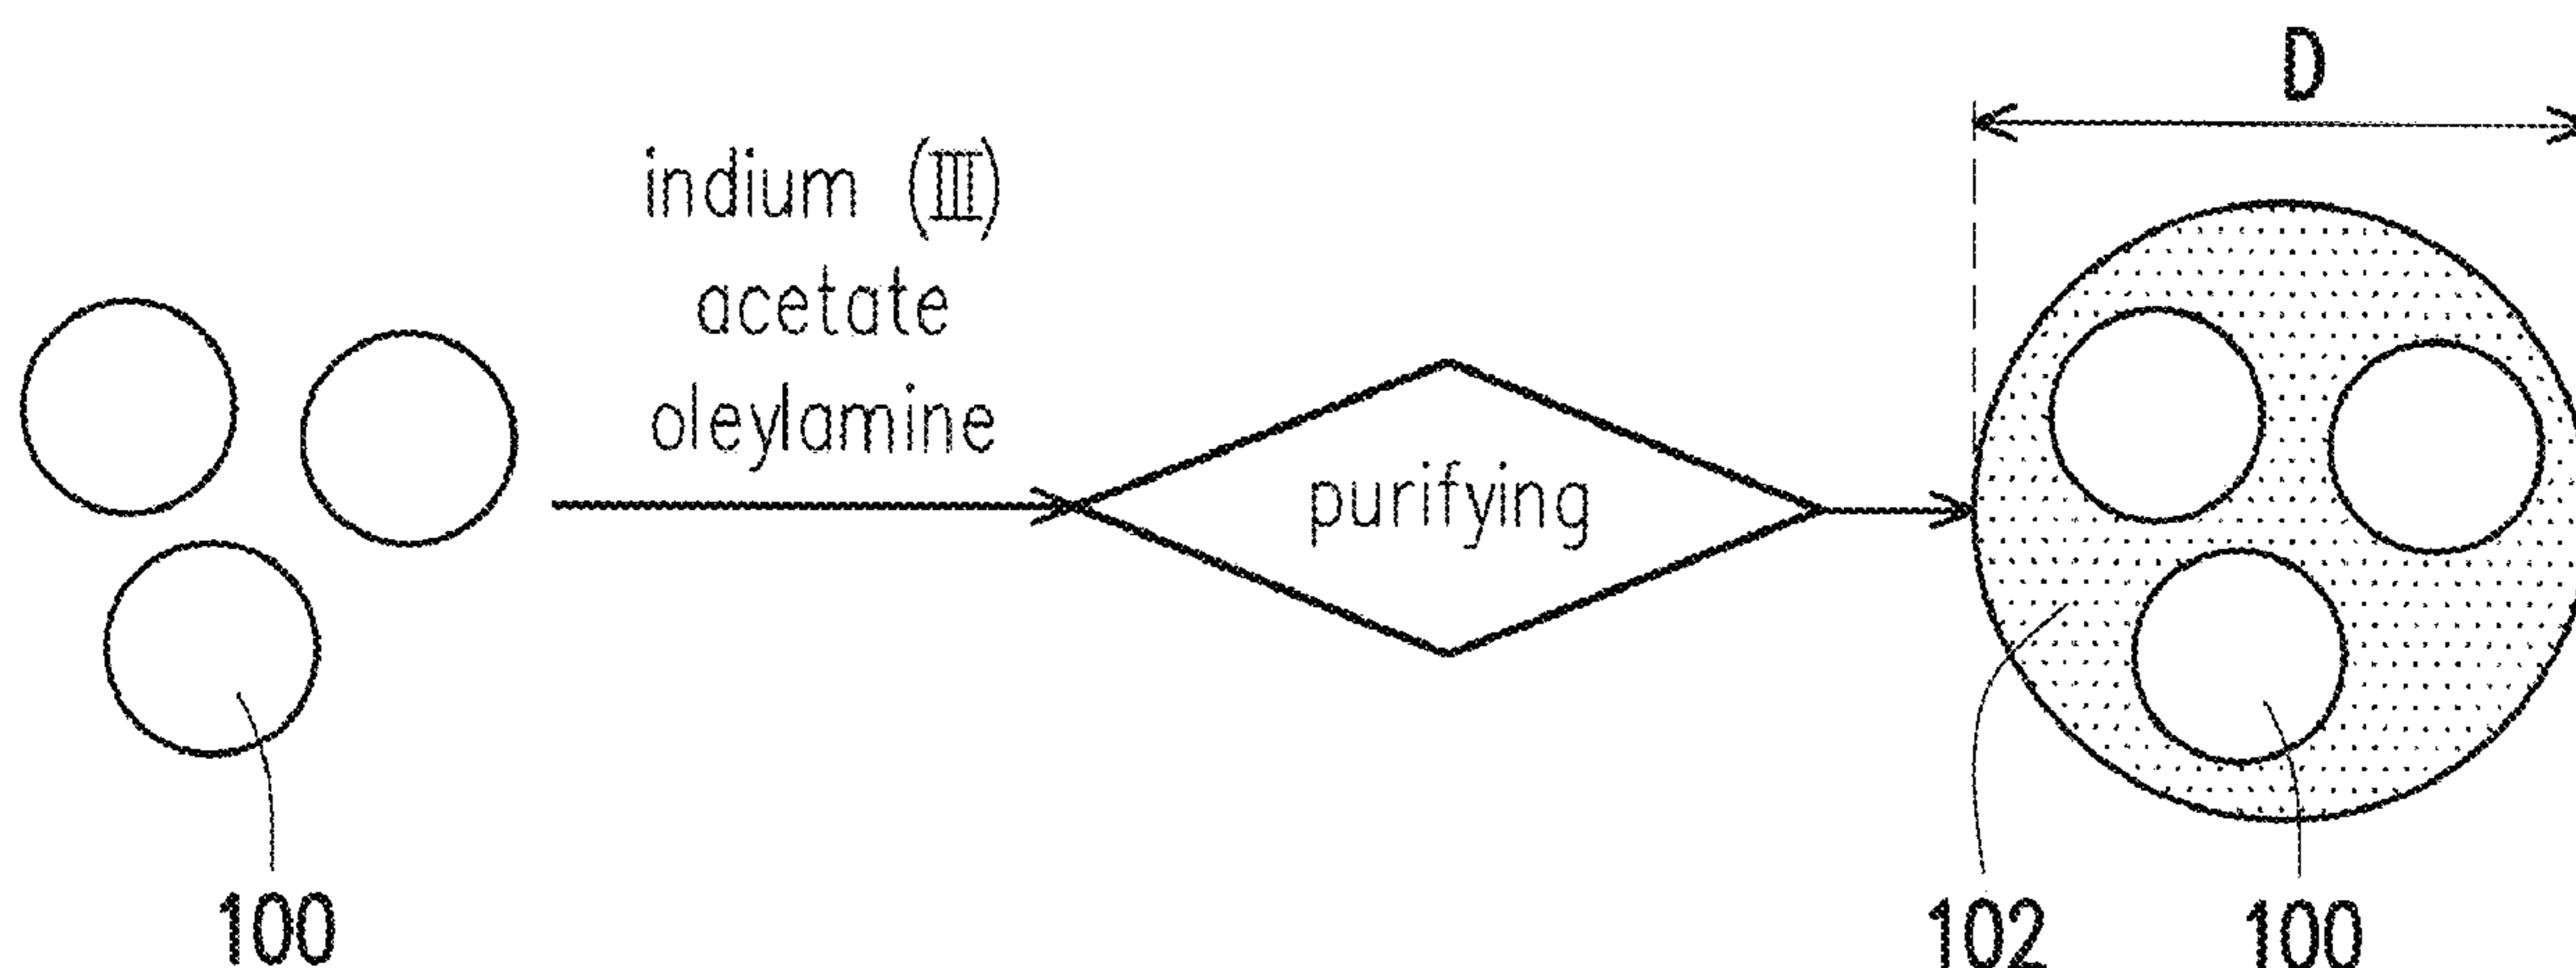 D
indium (III)
acetate
oleylamine
purifying
100
102
100